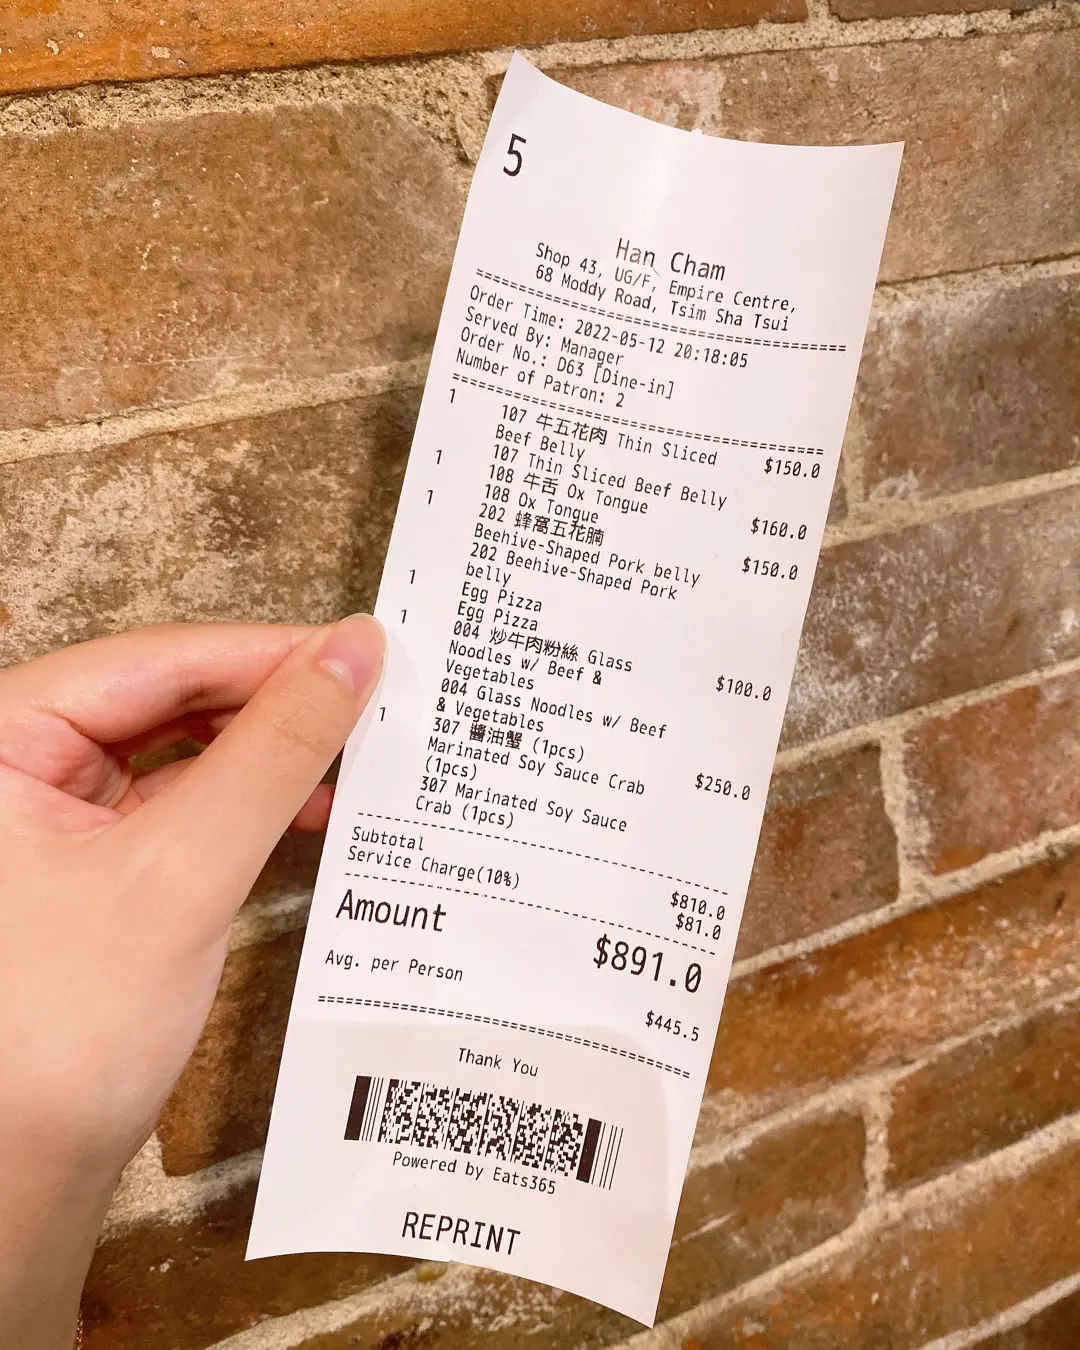 5
Han Cham
Shop 43, UG/F, Empire Centre,
68 Moddy Road, Tsim Sha Tsui
Order Time: 2022-05-12 20:18:05
Served By: Manager
Order No.: D63 [Dine-in]
Number of Patron: 2
1 107 牛五花肉 Thin Sliced $150.0
Beef Belly
107 Thin Sliced Beef Belly
1 108 牛舌 Ox Tongue $160.0
108 Ox Tongue
1 202 蜂窩五花腩 $150.0
Beehive-Shaped Pork belly
202 Beehive-Shaped Pork
belly
1 Egg Pizza
Egg Pizza
1 004 炒牛肉粉絲 Glass $100.0
Noodles w/ Beef &
Vegetables
004 Glass Noodles w/ Beef
& Vegetables
1 307 醬油蟹 (1pcs) $250.0
Marinated Soy Sauce Crab
(1pcs)
307 Marinated Soy Sauce
Crab (1pcs)
Subtotal $810.0
Service Charge(10%) $81.0
Amount $891.0
Avg. per Person $445.5
Thank You
Powered by Eats365
REPRINT